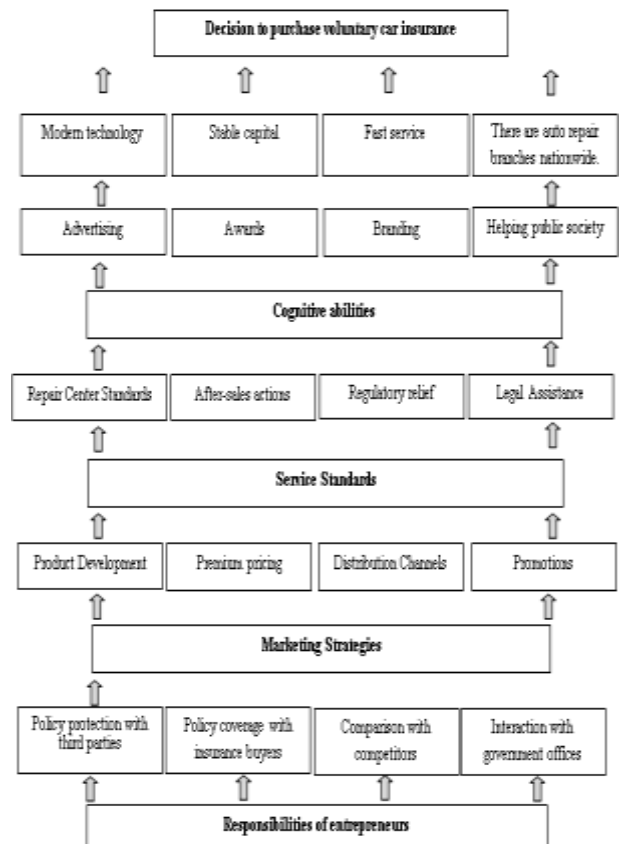 Decision to purchase voluntary car insurance
Modern technology
Stable capital
Fast service
There are auto repair
branches nationwide.
Advertising
Awards
Branding
Helping public society
Cognitive abilities
Repair Center Standards
After-sales actions
Regulatory relief
Legal Assistance
Service Standards
Product Development
Premium pricing
Distribution Channels
Promotions
Marketing Strategies
Policy protection with
third parties
Policy coverage with
insurance buyers
Comparison with
competitors
Interaction with
government offices
Responsibilities of entrepreneurs